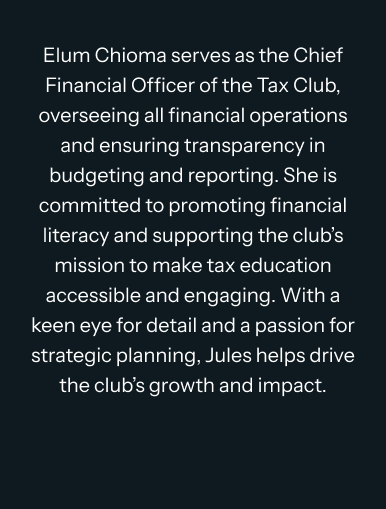 Elum Chioma serves as the Chief
Financial Officer of the Tax Club,
overseeing all financial operations
and ensuring transparency in
budgeting and reporting. She is
committed to promoting financial
literacy and supporting the club’s
mission to make tax education
accessible and engaging. With a
keen eye for detail and a passion for
strategic planning, Jules helps drive
the club’s growth and impact.